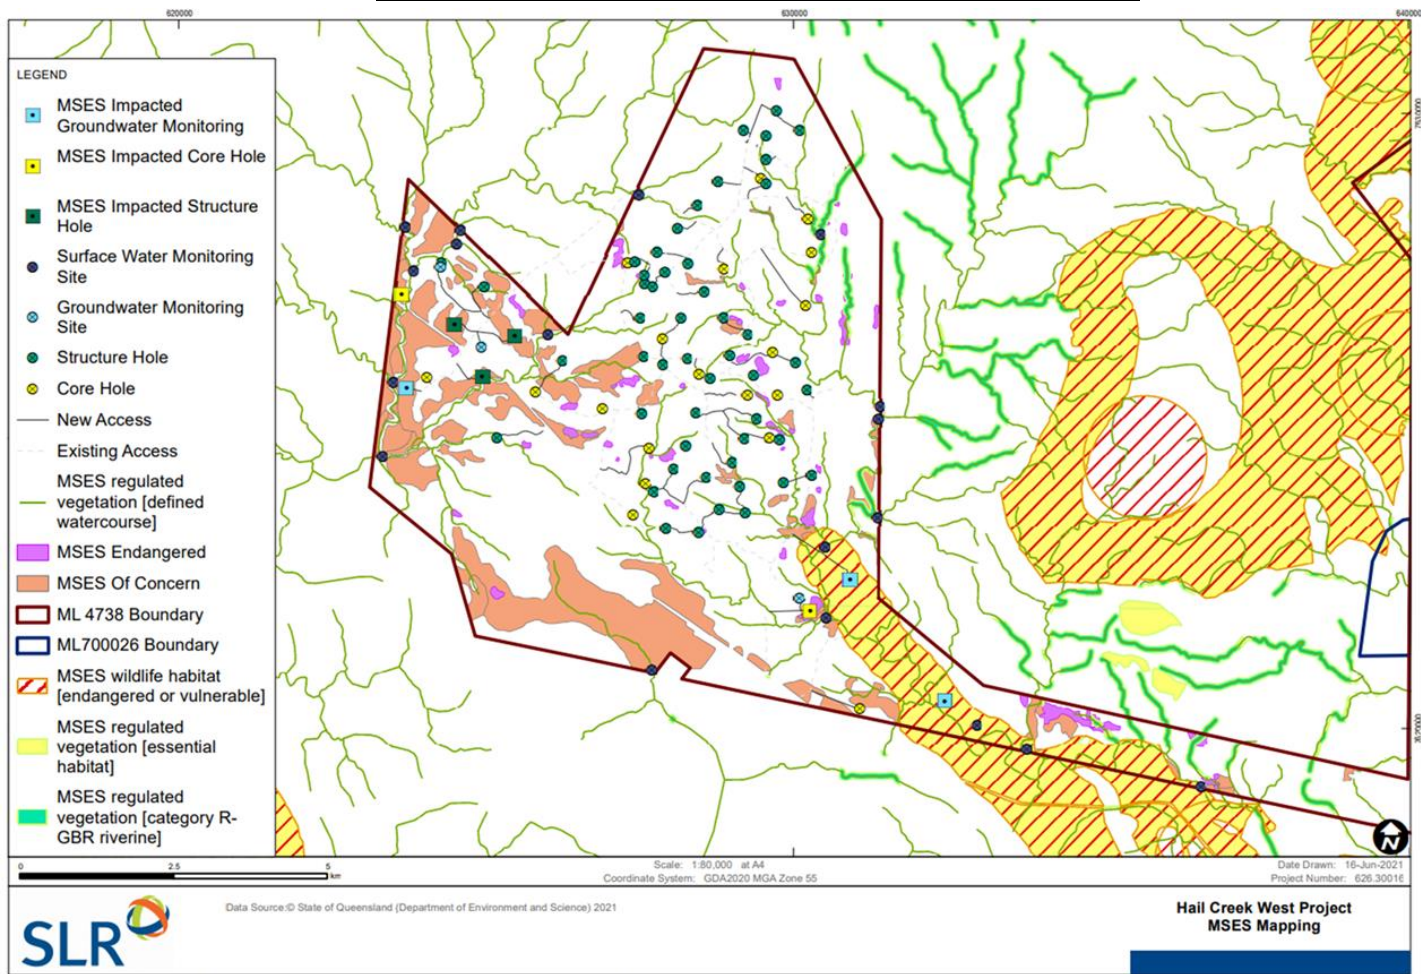 620000
630000
640000
LEGEND
MSES Impacted
Groundwater Monitoring
MSES Impacted Core Hole
MSES Impacted Structure
Hole
Surface Water Monitoring
Site
Groundwater Monitoring
Site
Structure Hole
Core Hole
New Access
Existing Access
MSES regulated
vegetation [defined
watercourse]
MSES Endangered
MSES Of Concern
ML 4738 Boundary
ML700026 Boundary
MSES wildlife habitat
[endangered or vulnerable]
MSES regulated
vegetation [essential
habitat]
MSES regulated
vegetation [category R-
GBR riverine]
N
0
2.5
5
km
Scale: 1:80,000 at A4
Coordinate System: GDA2020 MGA Zone 55
Date Drawn: 16-Jun-2021
Project Number: 626.30016
SLR
Data Source:© State of Queensland (Department of Environment and Science) 2021
Hail Creek West Project
MSES Mapping